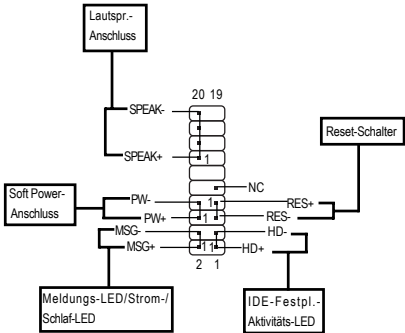 Lautspr.-
Anschluss
20 19
SPEAK-
Reset-Schalter
SPEAK+ 1
NC
Soft Power-
Anschluss
PW- 1 RES+
PW+ 1 RES-
MSG- HD-
MSG+ 1 1 HD+
2 1
Meldungs-LED/Strom-/
Schlaf-LED
IDE-Festpl.-
Aktivitäts-LED